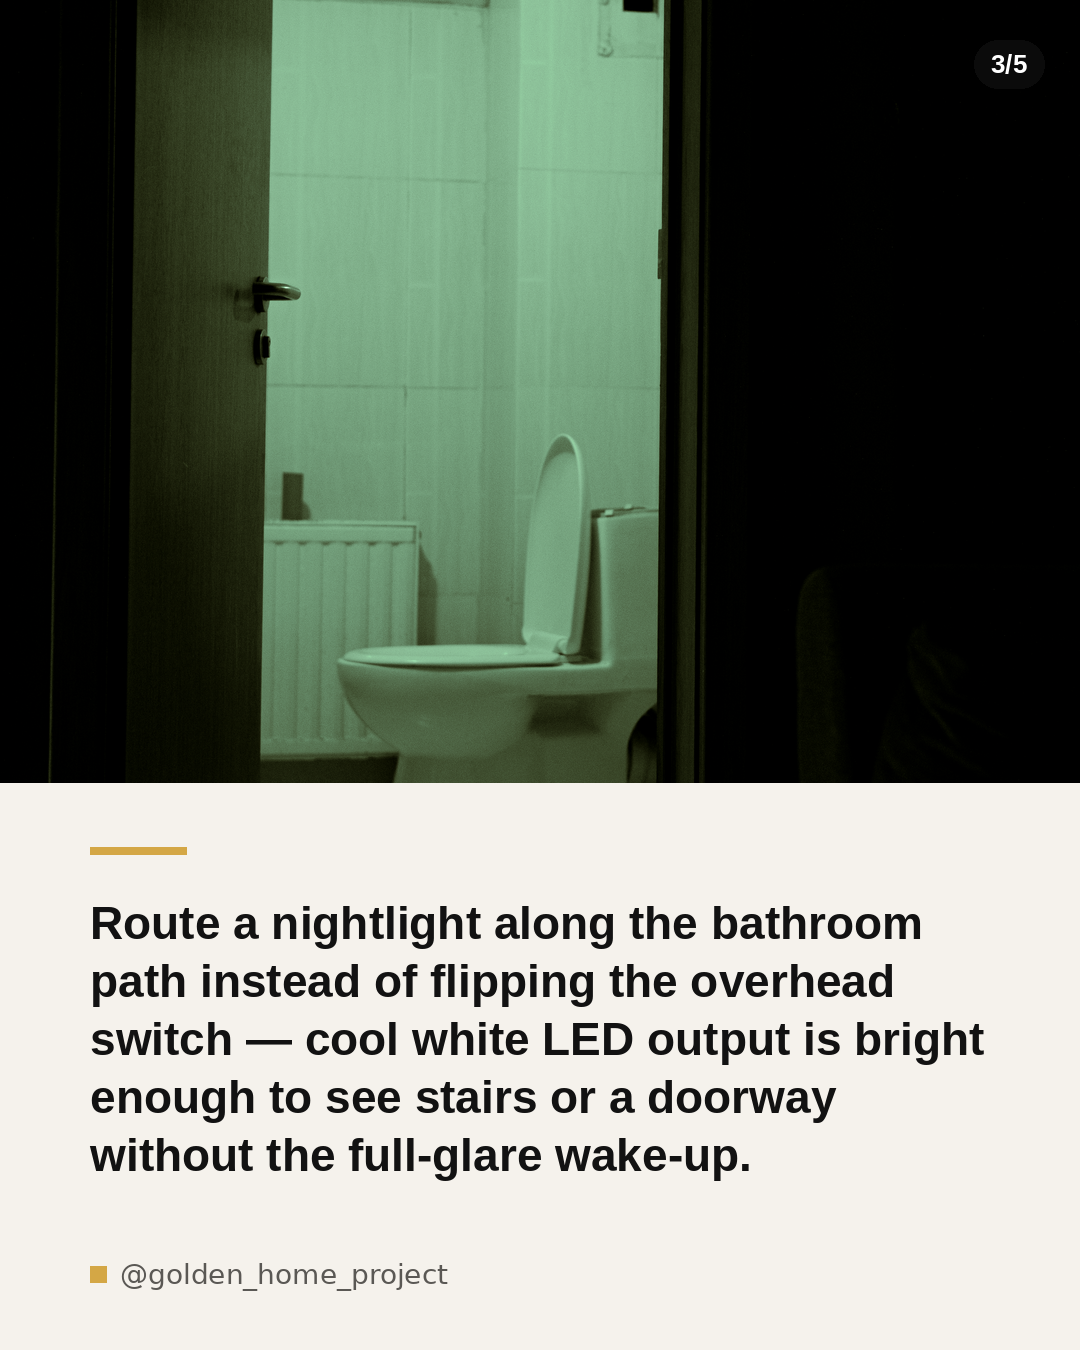 3/5
Route a nightlight along the bathroom
path instead of flipping the overhead
switch — cool white LED output is bright
enough to see stairs or a doorway
without the full-glare wake-up.
@golden_home_project